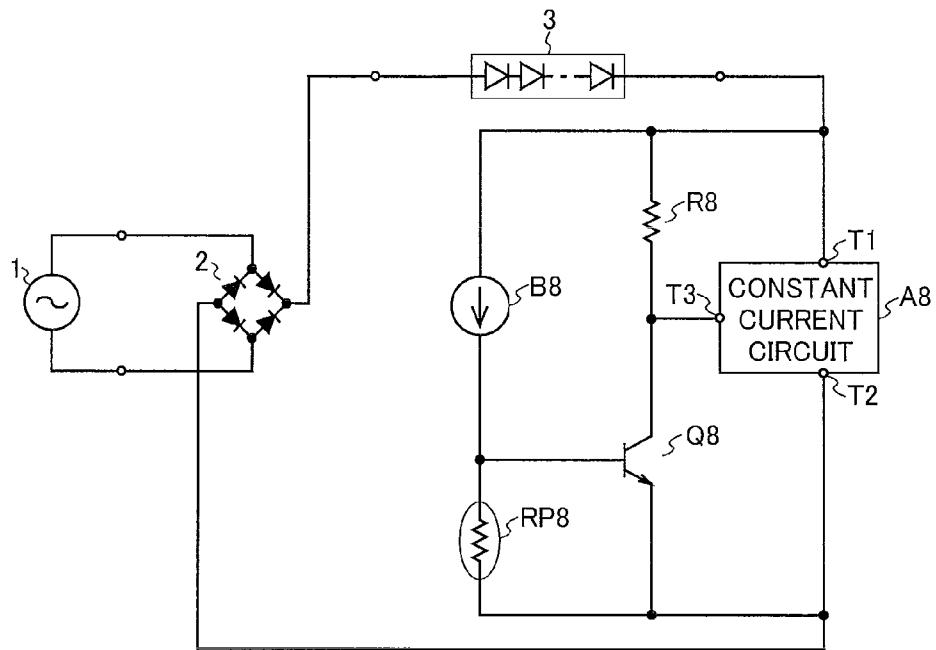 3
R8
1
2
B8
T1
T3
CONSTANT
CURRENT
CIRCUIT
A8
T2
Q8
RP8